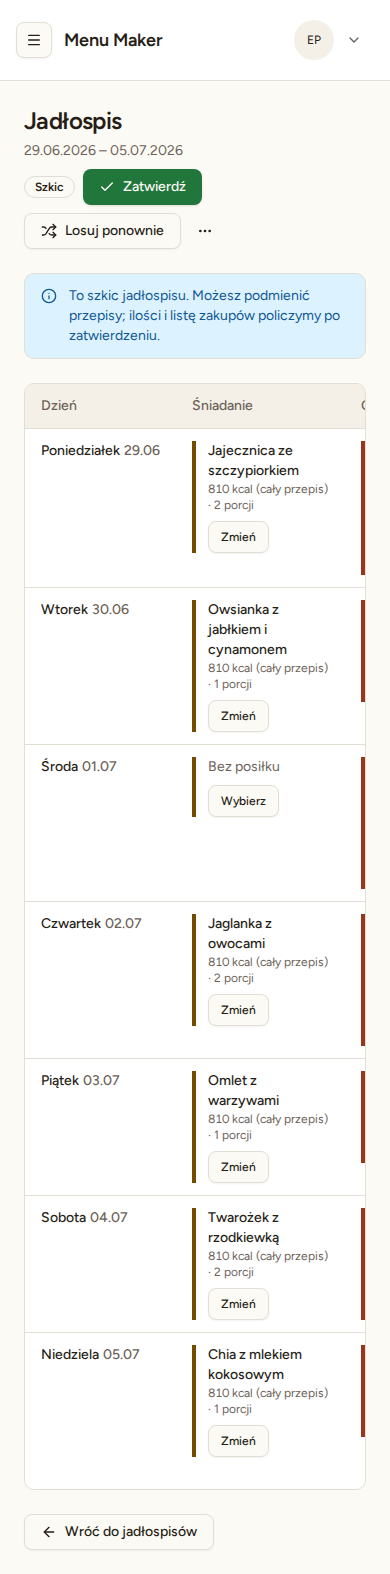 Menu Maker
EP
Jadłospis
29.06.2026 – 05.07.2026
Szkic
Zatwierdź
Losuj ponownie
To szkic jadłospisu. Możesz podmienić
przepisy; ilości i listę zakupów policzymy po
zatwierdzeniu.
Dzień Śniadanie
Poniedziałek 29.06
Jajecznica ze
szczypiorkiem
810 kcal (cały przepis)
· 2 porcji
Zmień
Wtorek 30.06
Owsianka z
jabłkiem i
cynamonem
810 kcal (cały przepis)
· 1 porcji
Zmień
Środa 01.07
Bez posiłku
Wybierz
Czwartek 02.07
Jaglanka z
owocami
810 kcal (cały przepis)
· 2 porcji
Zmień
Piątek 03.07
Omlet z
warzywami
810 kcal (cały przepis)
· 1 porcji
Zmień
Sobota 04.07
Twarożek z
rzodkiewką
810 kcal (cały przepis)
· 2 porcji
Zmień
Niedziela 05.07
Chia z mlekiem
kokosowym
810 kcal (cały przepis)
· 1 porcji
Zmień
Wróć do jadłospisów